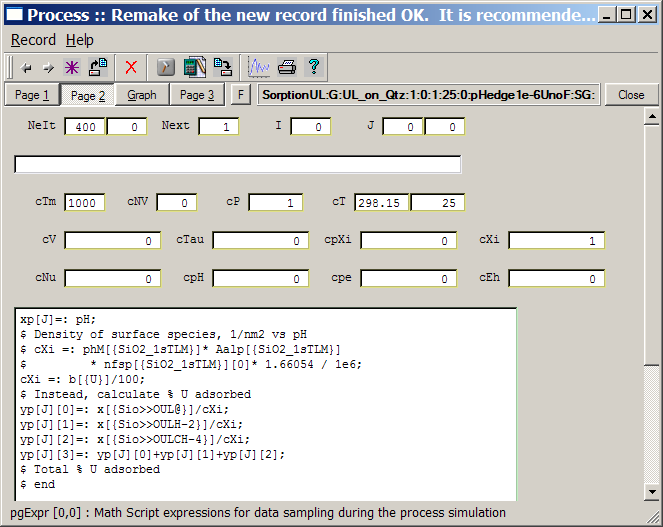 Process :: Remake of the new record finished OK.  It is recommende...
Record Help
Page 1 Page 2 Graph Page 3 F SorptionUL:G:UL_on_Qtz:1:0:1:25:0:pHedge1e-6UnoF:SG: Close
NeIt 400 0 Next 1 I 0 J 0 0
cTm 1000 cNV 0 cP 1 cT 298.15 25
cV 0 cTau 0 cpXi 0 cXi 1
cNu 0 cpH 0 cpe 0 cEh 0
xp[J]=: pH;
$ Density of surface species, 1/nm2 vs pH
$ cXi =: phM[{SiO2_1sTLM}]* Aalp[{SiO2_1sTLM}]
$         * nfsp[{SiO2_1sTLM}][0]* 1.66054 / 1e6;
cXi =: b[{U}]/100;
$ Instead, calculate % U adsorbed
yp[J][0]=: x[{Sio>>OUL@}]/cXi;
yp[J][1]=: x[{Sio>>OULH-2}]/cXi;
yp[J][2]=: x[{Sio>>OULCH-4}]/cXi;
yp[J][3]=: yp[J][0]+yp[J][1]+yp[J][2];
$ Total % U adsorbed
$ end
pgExpr [0,0] : Math Script expressions for data sampling during the process simulation